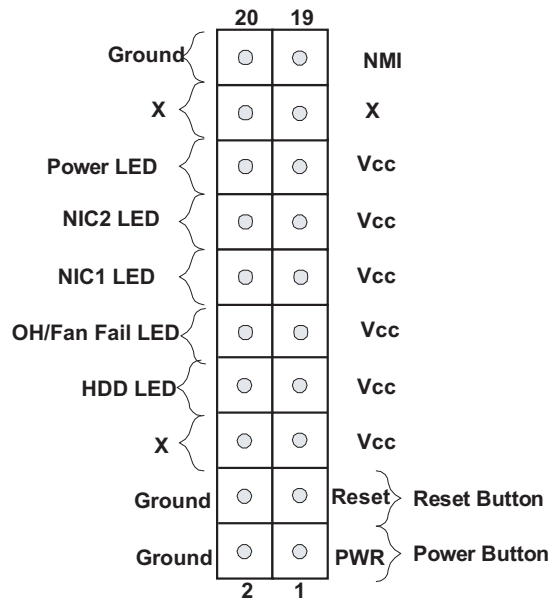 20 19
Ground NMI
X X
Power LED Vcc
NIC2 LED Vcc
NIC1 LED Vcc
OH/Fan Fail LED Vcc
HDD LED Vcc
X Vcc
Ground Reset Reset Button
Ground PWR Power Button
2 1